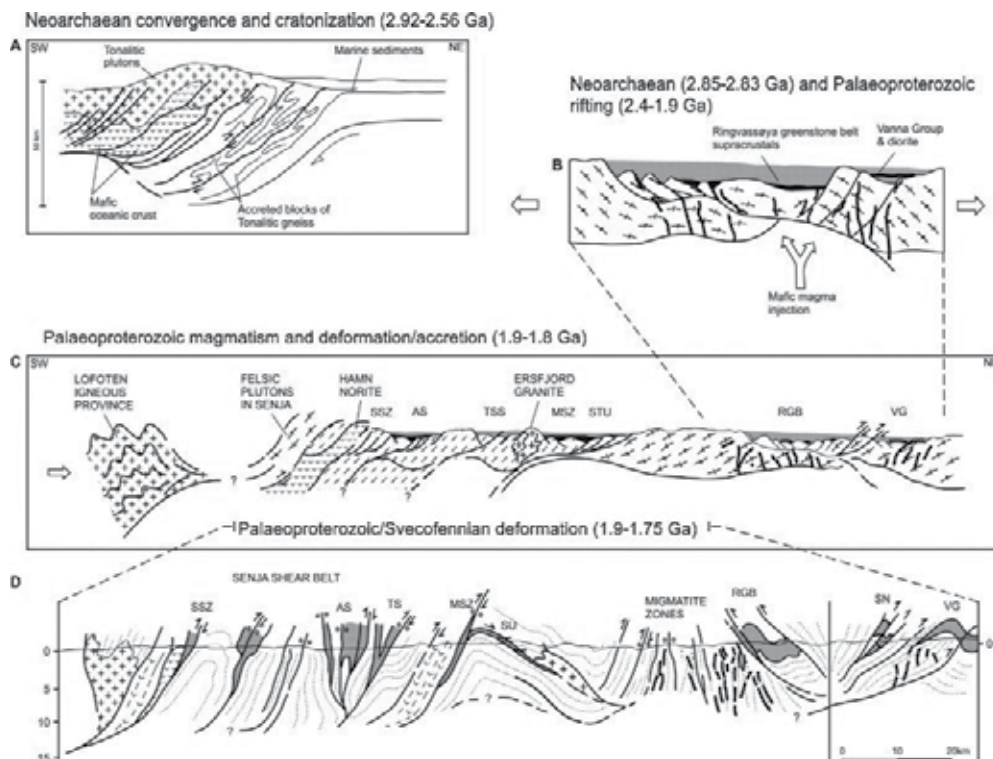 Neoarchaean convergence and cratonization (2.92-2.56 Ga)
A
SW
NE
Tonalitic
plutons
Marine sediments
50 km
Mafic
oceanic crust
Accreted blocks of
Tonalitic gneiss
Neoarchaean (2.85-2.83 Ga) and Palaeoproterozoic
rifting (2.4-1.9 Ga)
B
Ringvassøya greenstone belt
supracrustals
Vanna Group
& diorite
Mafic magma
injection
Palaeoproterozoic magmatism and deformation/accretion (1.9-1.8 Ga)
C
SW
N
LOFOTEN
IGNEOUS
PROVINCE
FELSIC
PLUTONS
IN SENJA
HAMN
NORITE
ERSFJORD
GRANITE
SSZ AS TSS MSZ STU RGB VG
? ? ? ?
Palaeoproterozoic/Svecofennian deformation (1.9-1.75 Ga)
D
SENJA SHEAR BELT
SSZ AS TS MSZ SU
MIGMATITE
ZONES
RGB SN VG
0 0
5
10
15
? ? ?
0 10 20km